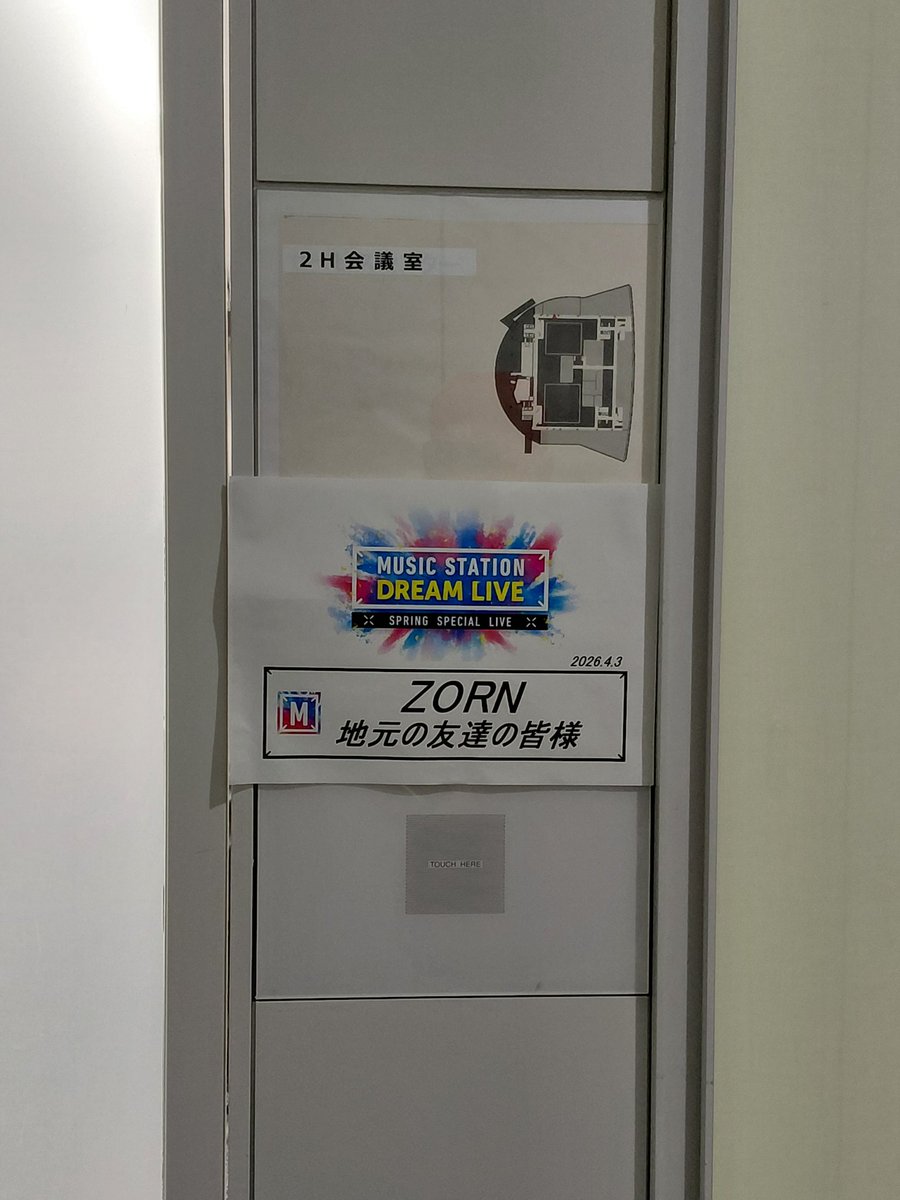 2H会議室
MUSIC STATION
DREAM LIVE
SPRING SPECIAL LIVE
2026.4.3
M
ZORN
地元の友達の皆様
TOUCH HERE